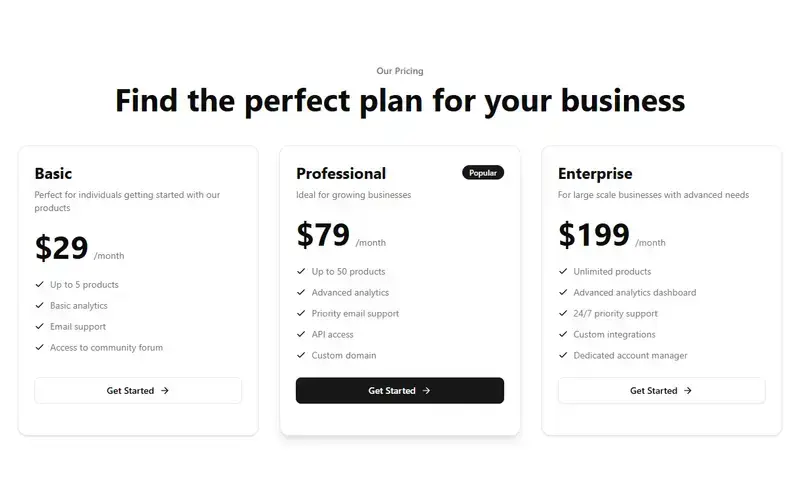 Our Pricing
Find the perfect plan for your business
Basic
Perfect for individuals getting started with our
products
$29 /month
Up to 5 products
Basic analytics
Email support
Access to community forum
Get Started
Professional
Popular
Ideal for growing businesses
$79 /month
Up to 50 products
Advanced analytics
Priority email support
API access
Custom domain
Get Started
Enterprise
For large scale businesses with advanced needs
$199 /month
Unlimited products
Advanced analytics dashboard
24/7 priority support
Custom integrations
Dedicated account manager
Get Started